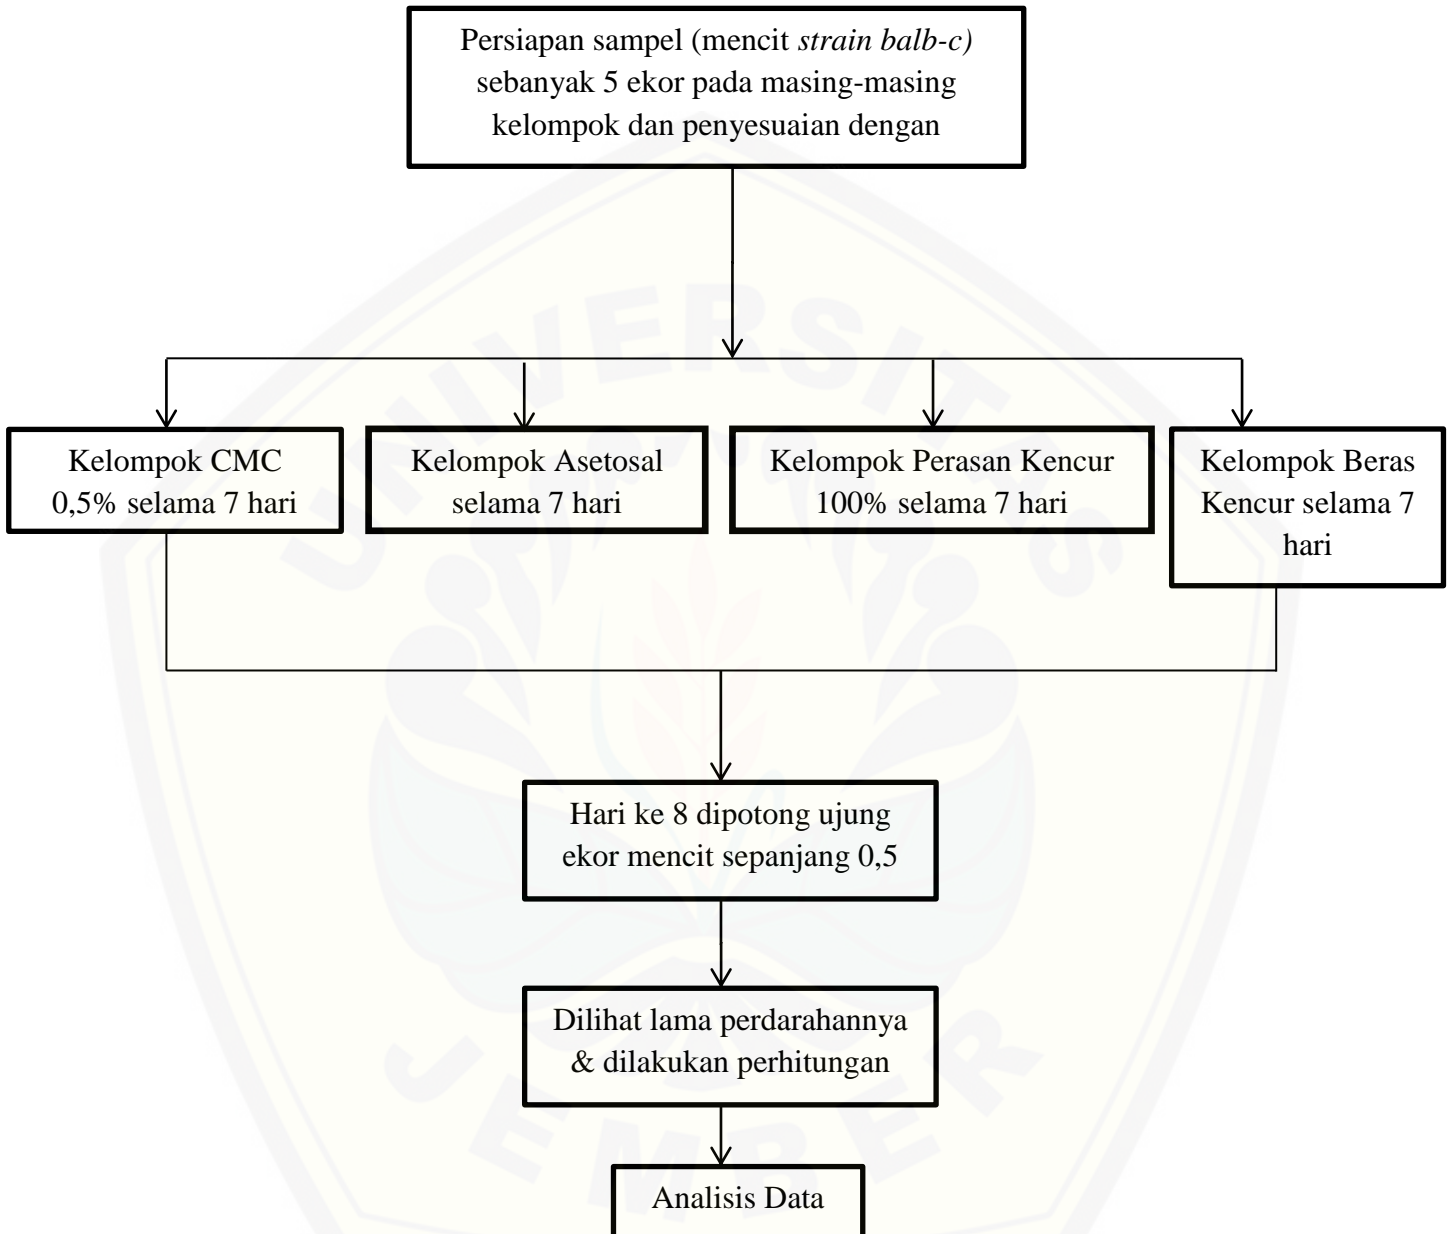 Persiapan sampel (mencit strain balb-c)
sebanyak 5 ekor pada masing-masing
kelompok dan penyesuaian dengan
UNIVERSITAS
Kelompok CMC
0,5% selama 7 hari
Kelompok Asetosal
selama 7 hari
Kelompok Perasan Kencur
100% selama 7 hari
Kelompok Beras
Kencur selama 7
hari
Hari ke 8 dipotong ujung
ekor mencit sepanjang 0,5
Dilihat lama perdarahannya
& dilakukan perhitungan
JEMBER
Analisis Data